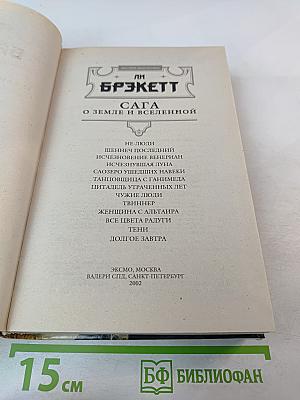 ЛИ
БРЭКЕТТ
САГА
О ЗЕМЛЕ И ВСЕЛЕННОЙ
НЕ ЛЮДИ
ШЕННЕЧ ПОСЛЕДНИЙ
ИСЧЕЗНОВЕНИЕ ВЕНЕРИАН
ИСЧЕЗНУВШАЯ ЛУНА
САОЗЕРО УШЕДШИХ НАВЕКИ
ТАНЦОВЩИЦА С ГАНИМЕДА
ЦИТАДЕЛЬ УТРАЧЕННЫХ ЛЕТ
ЧУЖИЕ ЛЮДИ
ТВИННЕР
ЖЕНЩИНА С АЛЬТАИРА
ВСЕ ЦВЕТА РАДУГИ
ТЕНИ
ДОЛГОЕ ЗАВТРА
ЭКСМО, МОСКВА
ВАЛЕРИ СПД, САНКТ-ПЕТЕРБУРГ
2002
15 см
БФ БИБЛИОФАН